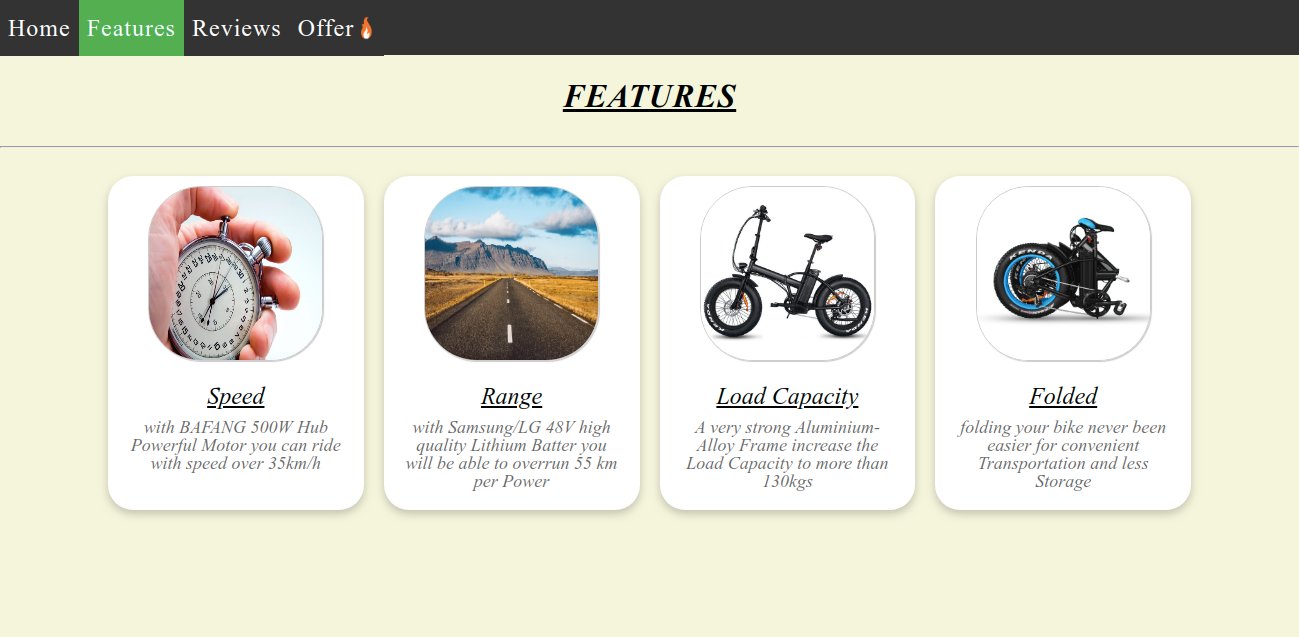 Home Features Reviews Offer🔥
FEATURES
Speed
with BAFANG 500W Hub
Powerful Motor you can ride
with speed over 35km/h
Range
with Samsung/LG 48V high
quality Lithium Batter you
will be able to overrun 55 km
per Power
Load Capacity
A very strong Aluminium-
Alloy Frame increase the
Load Capacity to more than
130kgs
Folded
folding your bike never been
easier for convenient
Transportation and less
Storage